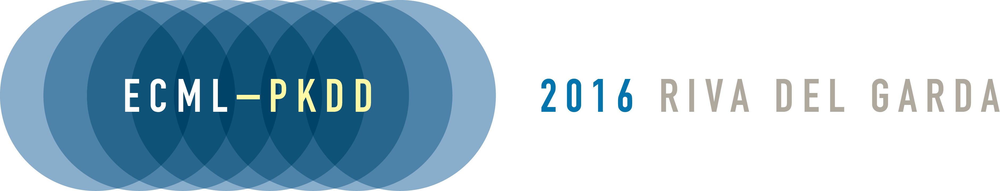 ECML–PKDD 2016 RIVA DEL GARDA